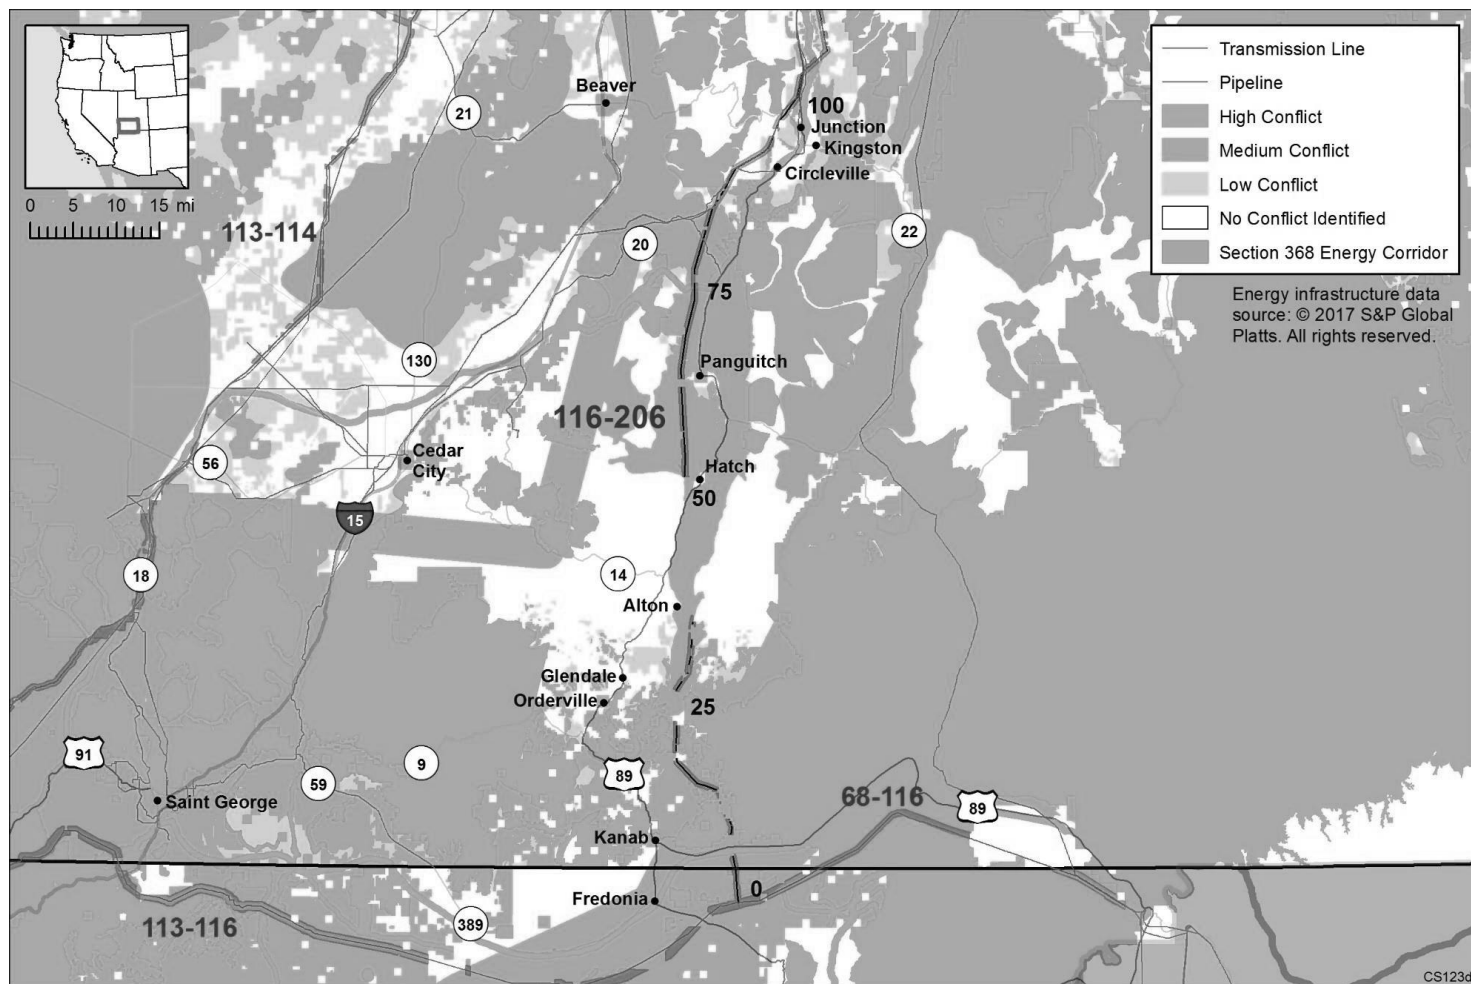 0 5 10 15 mi
Transmission Line
Pipeline
High Conflict
Medium Conflict
Low Conflict
No Conflict Identified
Section 368 Energy Corridor
Energy infrastructure data
source: © 2017 S&P Global
Platts. All rights reserved.
Beaver
21
100
Junction
Kingston
Circleville
113-114
20
22
75
130
Panguitch
116-206
Cedar
City
56
Hatch
50
15
18
14
Alton
Glendale
Orderville
25
91
9
59
89
68-116
89
Saint George
Kanab
0
Fredonia
113-116
389
CS123d